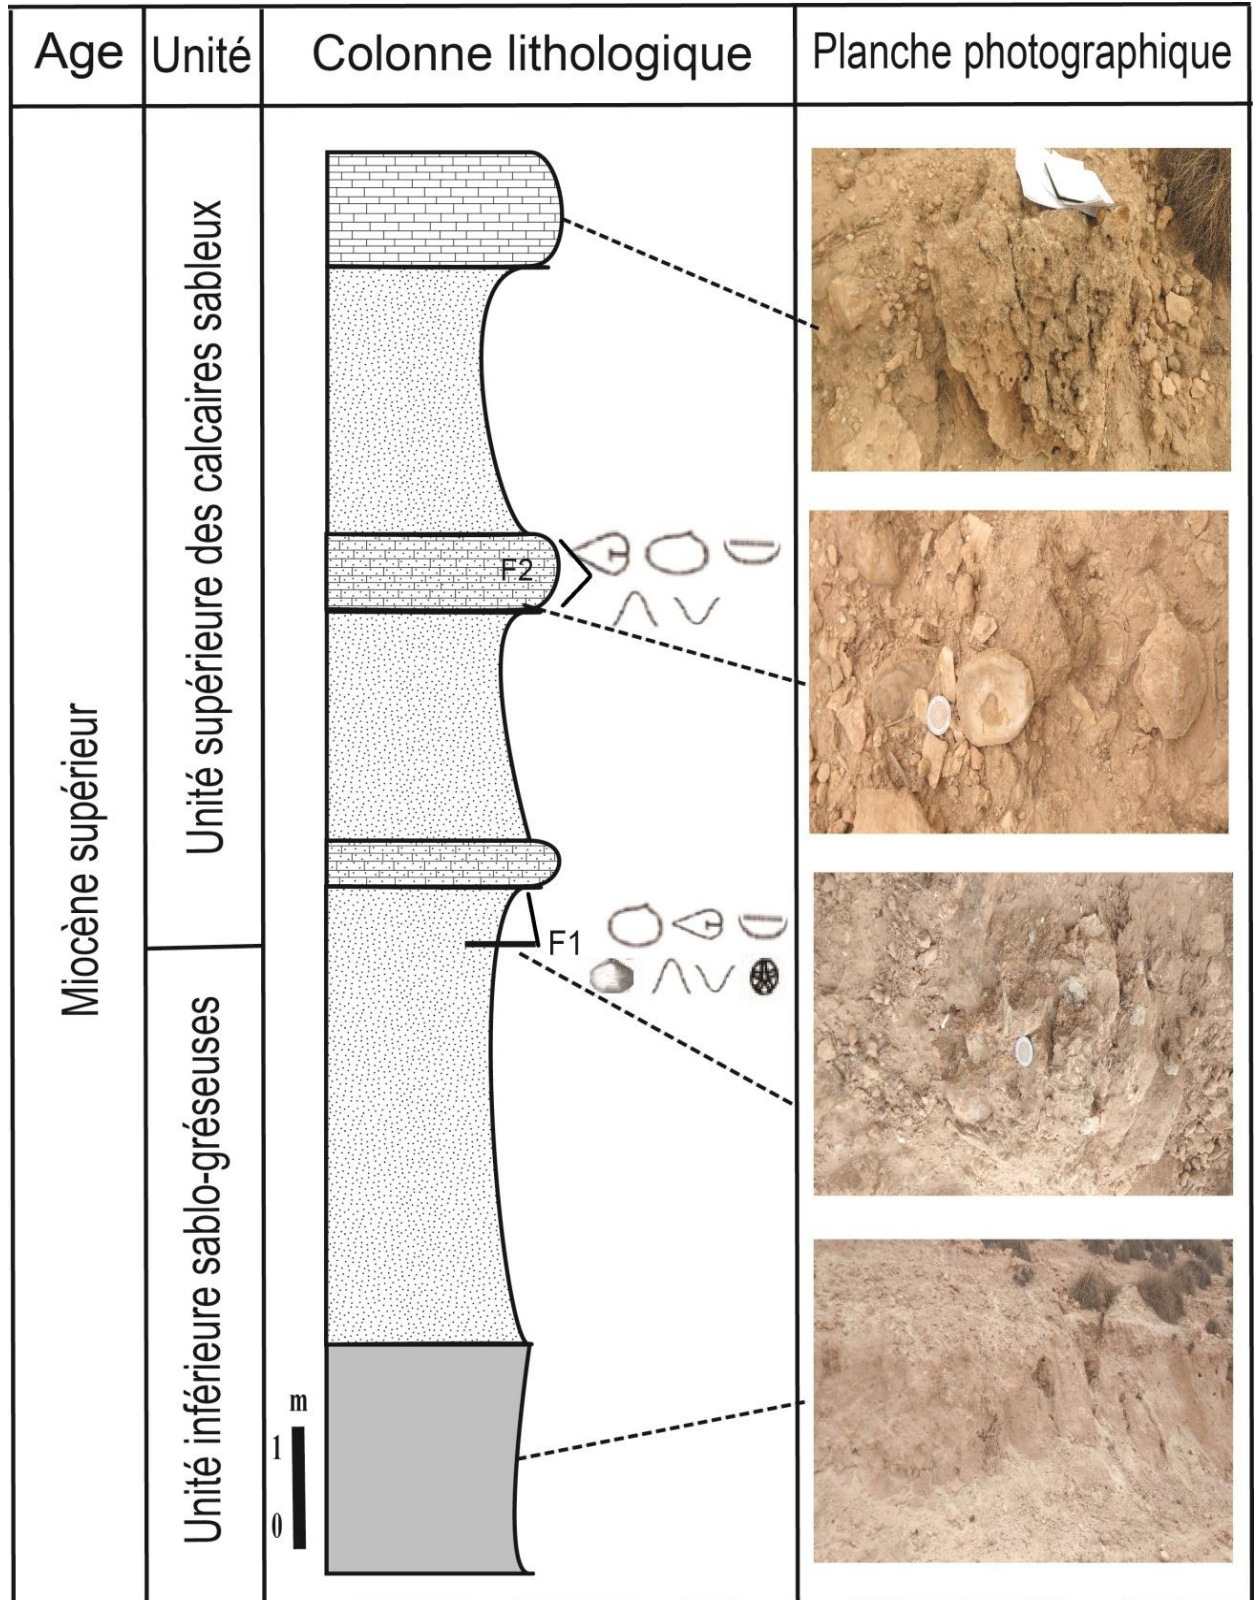 Age
Unité
Colonne lithologique
Planche photographique
Miocène supérieur
Unité supérieure des calcaires sableux
Unité inférieure sablo-gréseuses
F2
F1
m
1
0